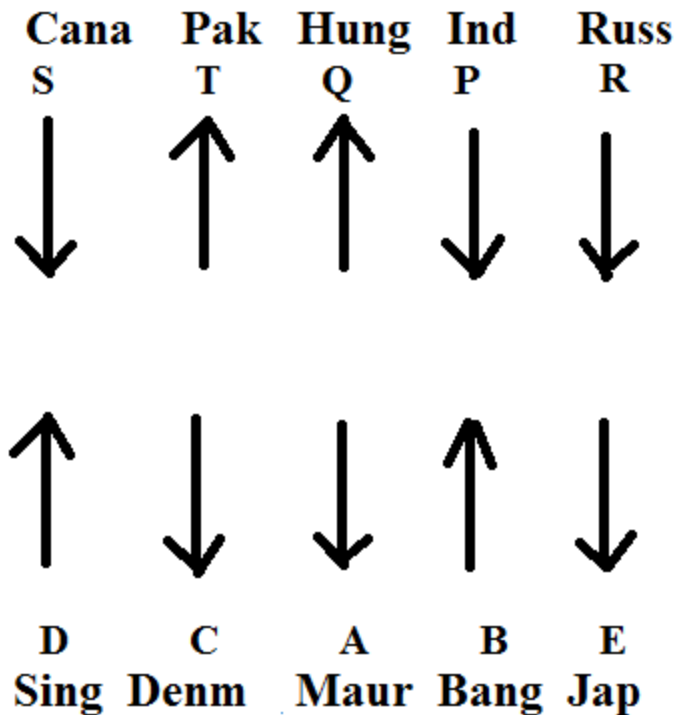 Cana Pak Hung Ind Russ
S T Q P R
D C A B E
Sing Denm Maur Bang Jap